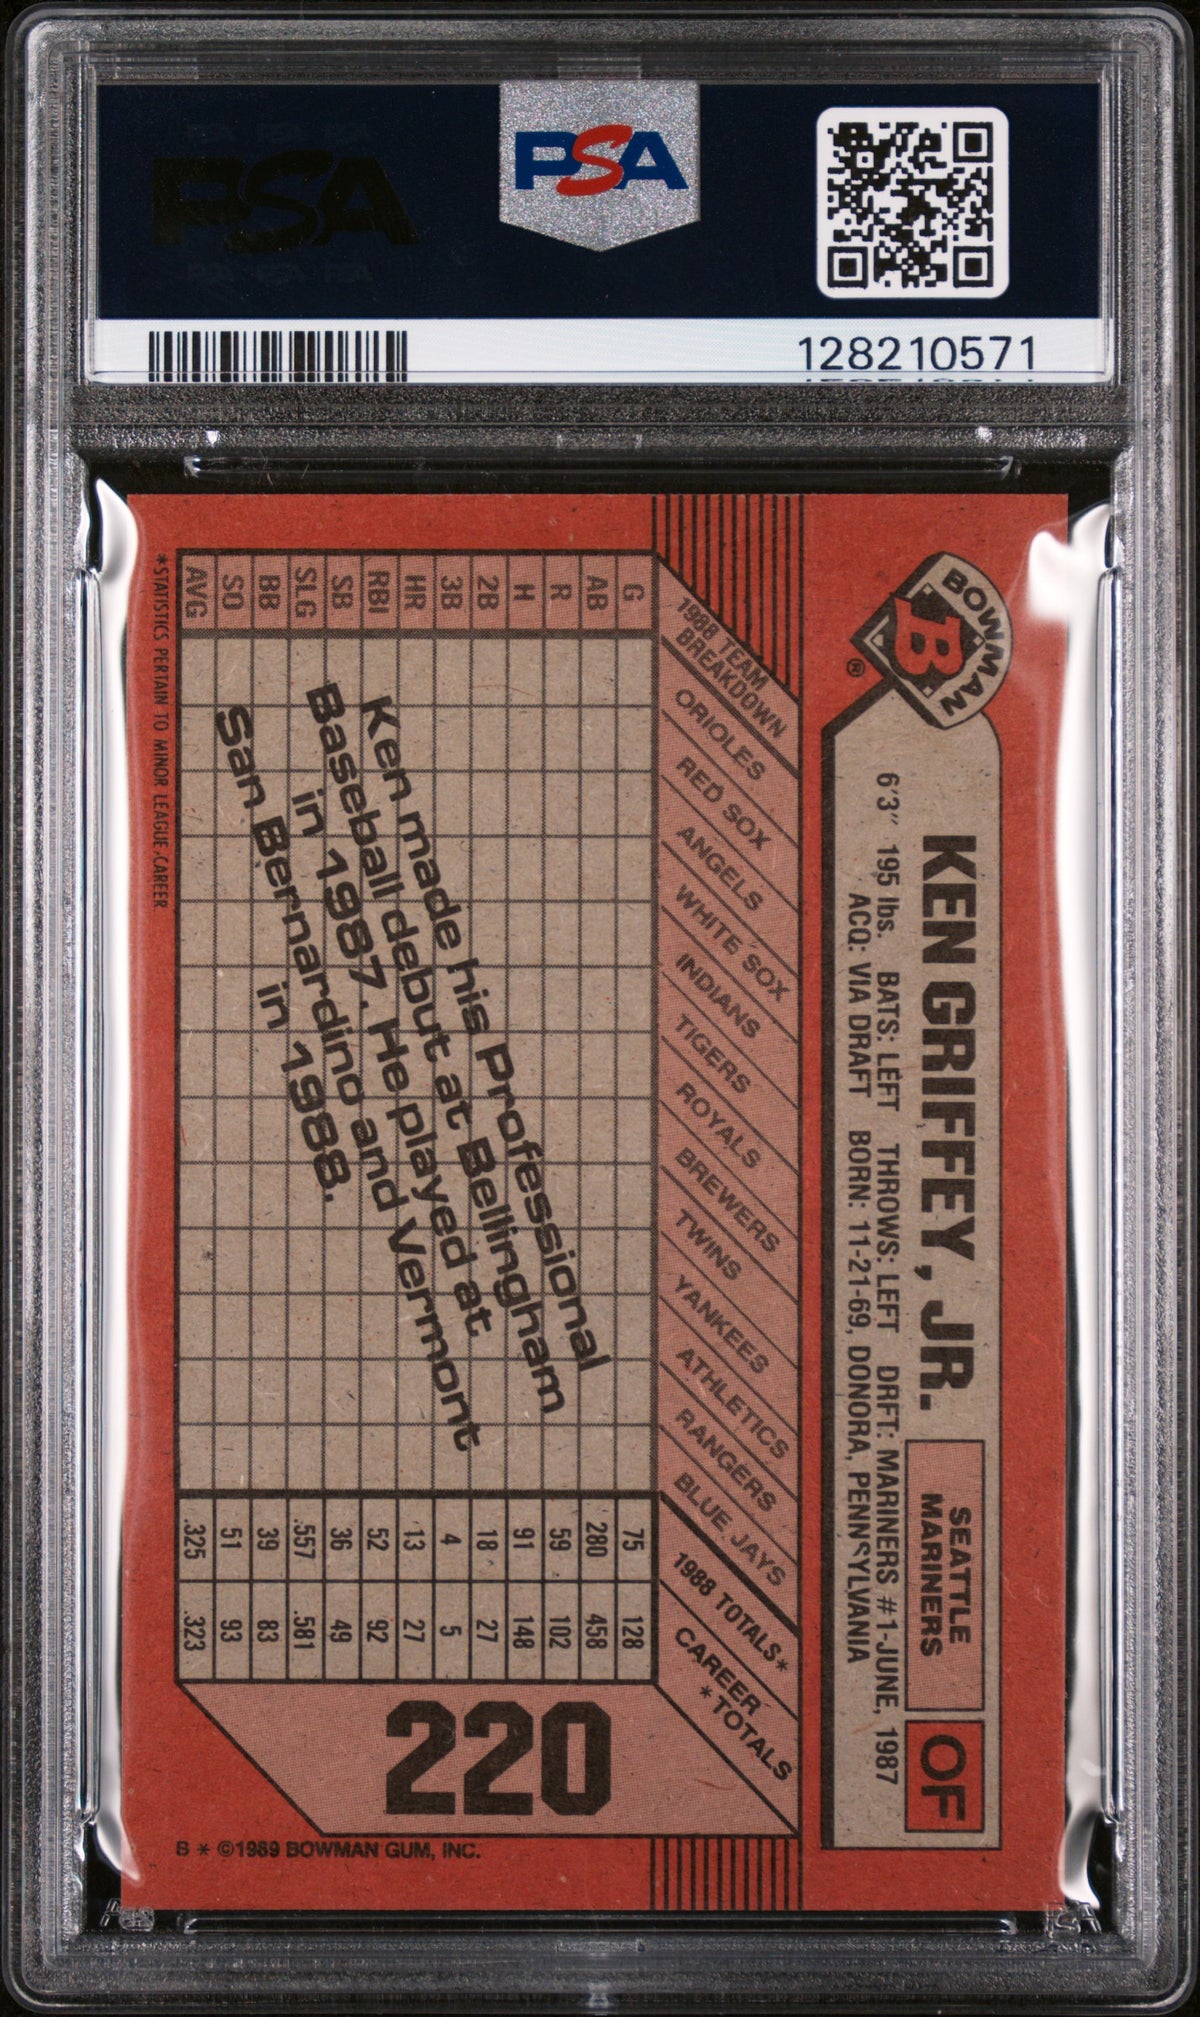 PSA
PSA
128210571
BOWMAN
B
®
KEN GRIFFEY, JR.
SEATTLE
MARINERS
OF
6'3" 195 lbs. BATS: LEFT THROWS: LEFT DRFT: MARINERS #1-JUNE, 1987
ACQ: VIA DRAFT BORN: 11-21-69, DONORA, PENNSYLVANIA
1988 TEAM
BREAKDOWN
ORIOLES
RED SOX
ANGELS
WHITE SOX
INDIANS
TIGERS
ROYALS
BREWERS
TWINS
YANKEES
ATHLETICS
RANGERS
BLUE JAYS
1988 TOTALS*
CAREER
*TOTALS
G 75 128
AB 280 458
R 59 102
H 91 148
2B 18 27
3B 4 5
HR 13 27
RBI 52 92
SB 36 49
SLG .557 .581
BB 39 83
SO 51 93
AVG .325 .323
Ken made his Professional
Baseball debut at Bellingham
in 1987. He played at
San Bernardino and Vermont
in 1988.
220
*STATISTICS PERTAIN TO MINOR LEAGUE CAREER
B * ©1989 BOWMAN GUM, INC.